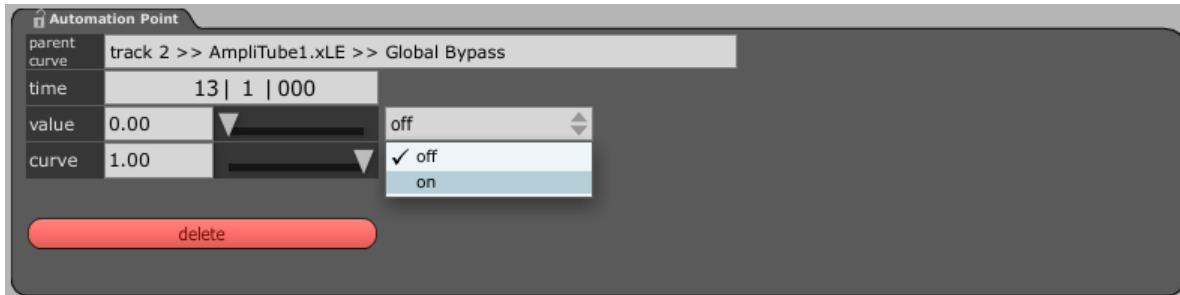 Automation Point
parent curve track 2 >> AmpliTube1.xLE >> Global Bypass
time 13| 1 |000
value 0.00 off
curve 1.00 ✓ off
on
delete